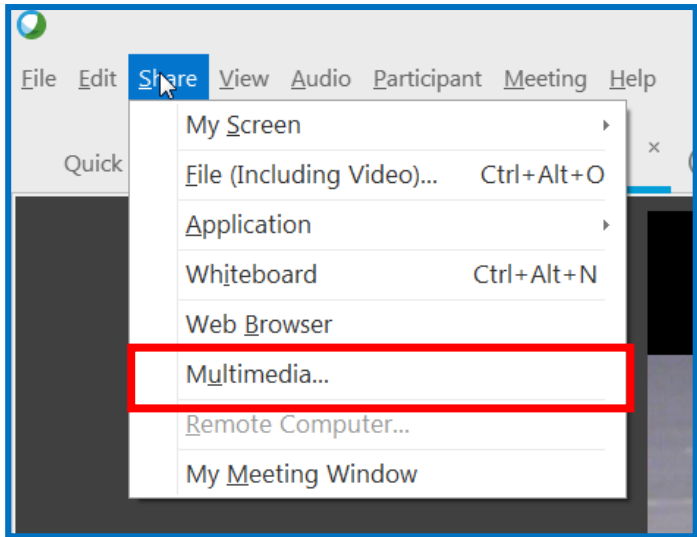 File Edit Share View Audio Participant Meeting Help
My Screen
Quick
File (Including Video)... Ctrl+Alt+O
Application
Whiteboard Ctrl+Alt+N
Web Browser
Multimedia...
Remote Computer...
My Meeting Window